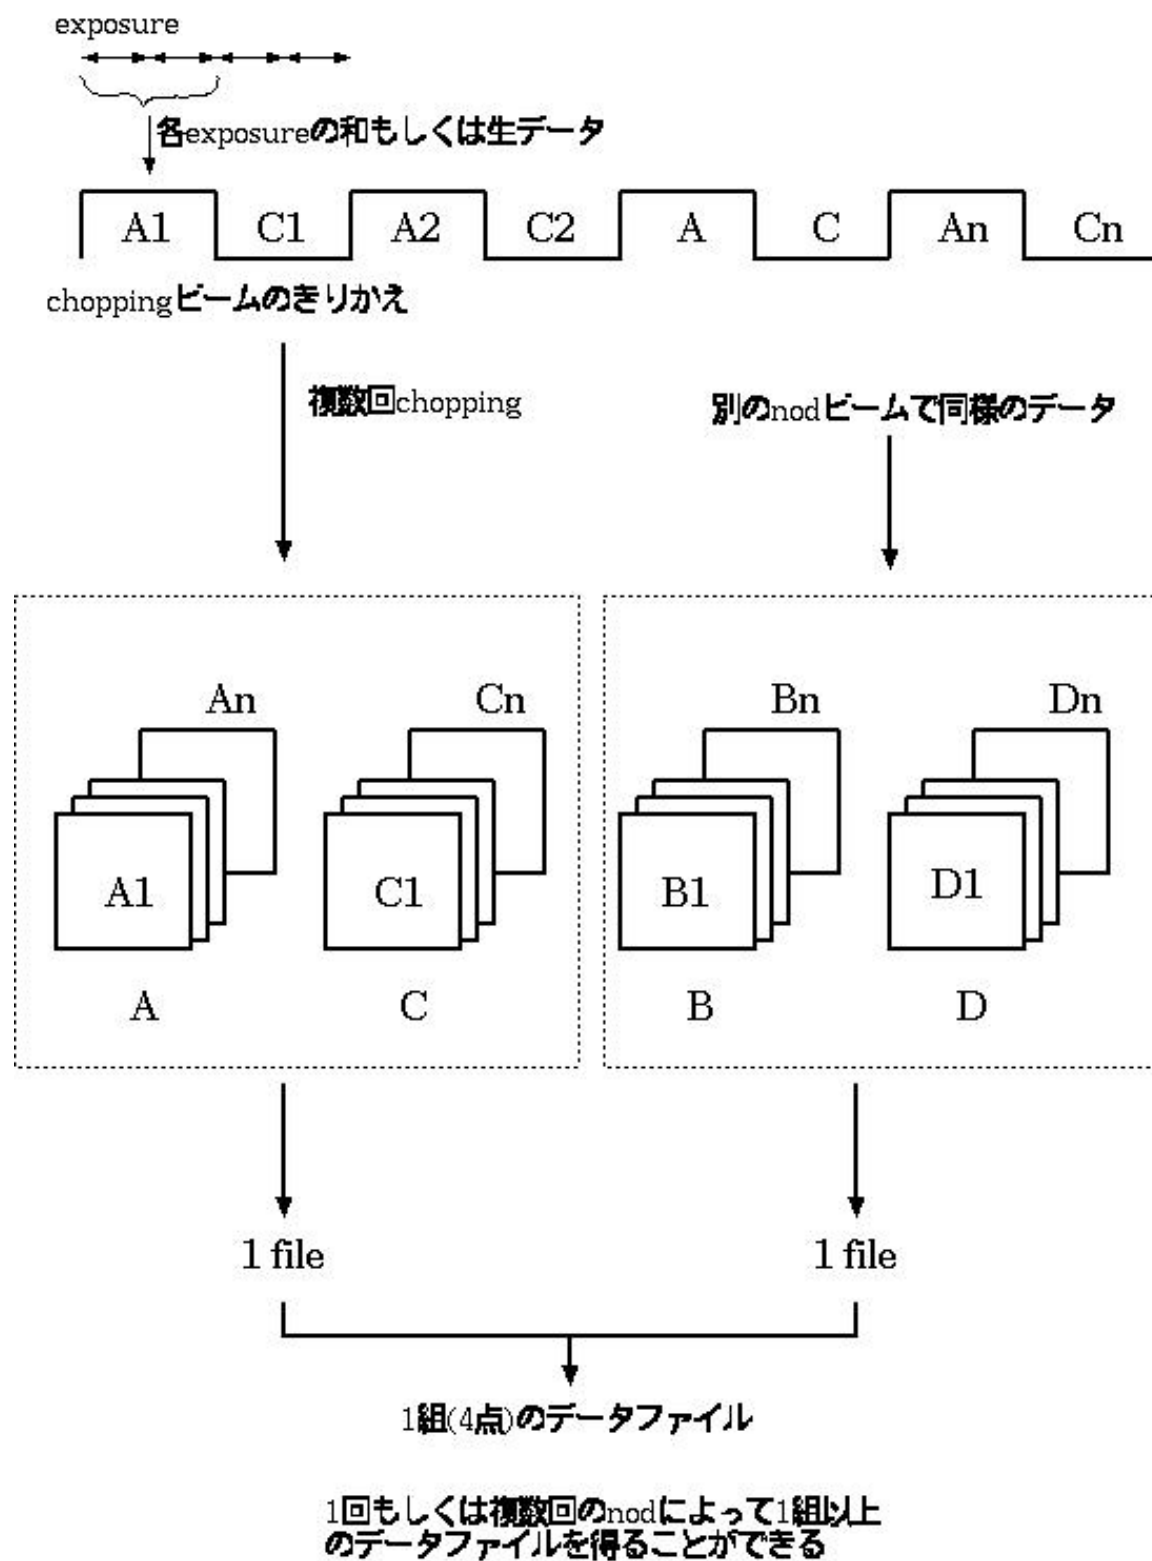 exposure
各exposureの和もしくは生データ
A1 C1 A2 C2 A C An Cn
choppingビームのきりかえ
複数回chopping
別のnodビームで同様のデータ
An Cn Bn Dn
A1 C1 B1 D1
A C B D
1 file 1 file
1組(4点)のデータファイル
1回もしくは複数回のnodによって1組以上
のデータファイルを得ることができる